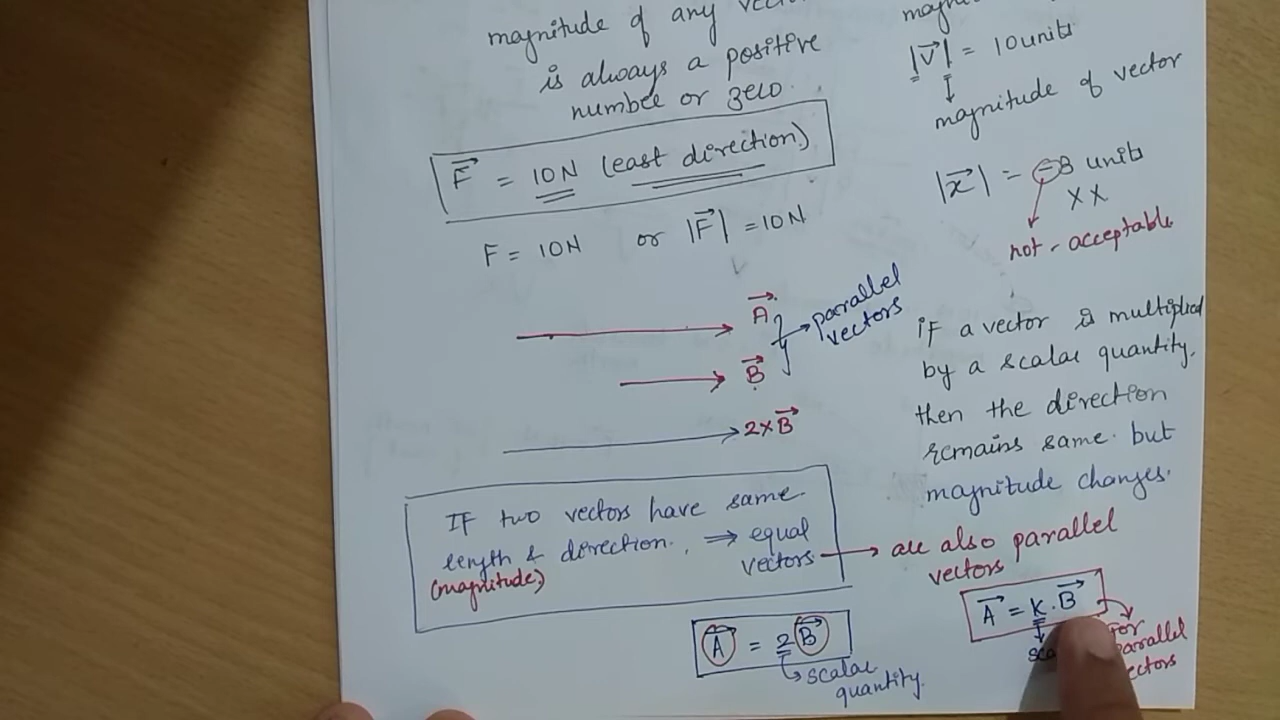 magnitude of any
is always a positive
number or zero.
F = 10N (east direction)
F = 10N or |F| = 10N
A
B
parallel
vectors
2×B
IF two vectors have same
length & direction. ⇒ equal
vectors
(magnitude)
A = 2B
scalar
quantity.
|V| = 10 units
magnitude of vector
|x| = -8 units
X X
not - acceptable
if a vector is multiplied
by a scalar quantity.
then the direction
remains same but
magnitude changes.
are also parallel
vectors
A = K.B
For
parallel